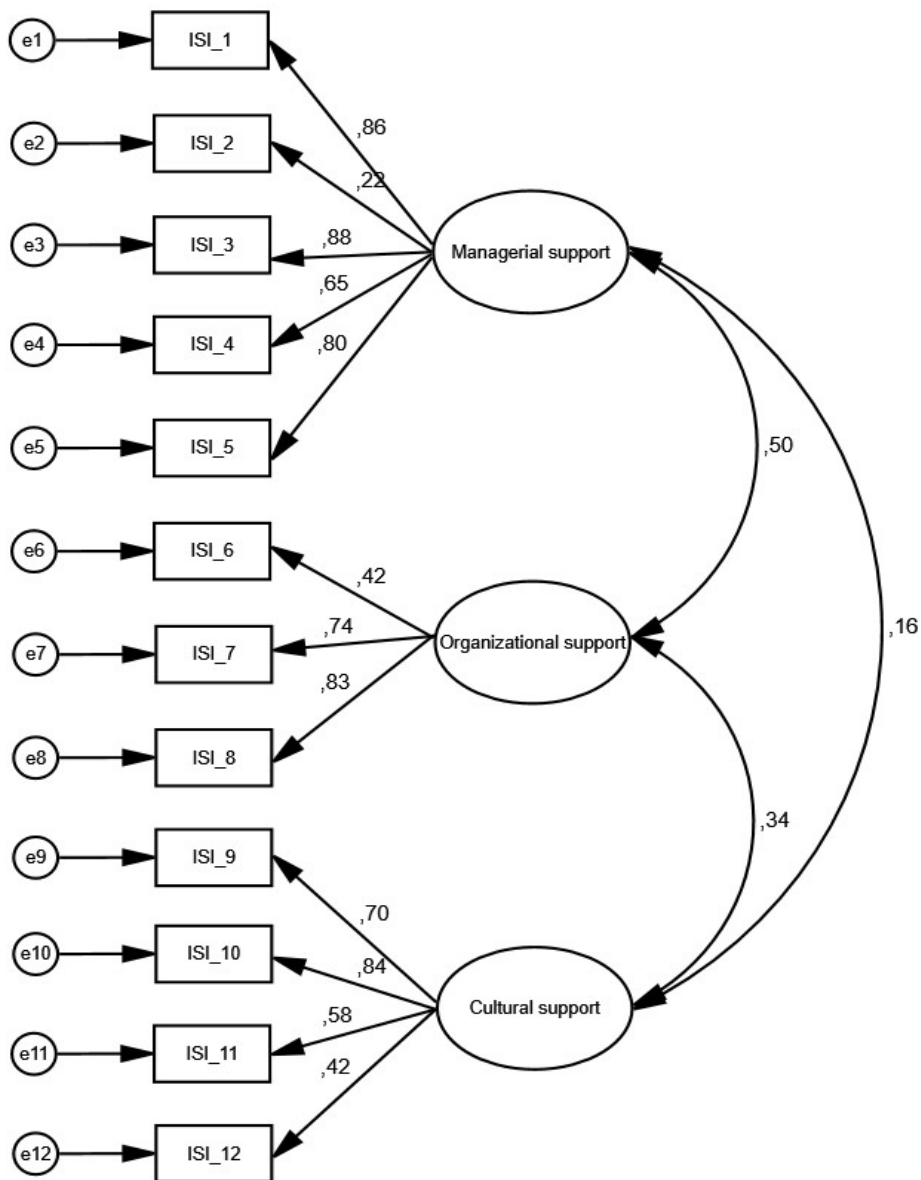 e1
ISI_1
,86
e2
ISI_2
,22
e3
ISI_3
,88
Managerial support
,65
e4
ISI_4
,80
e5
ISI_5
,50
e6
ISI_6
,42
e7
ISI_7
,74
Organizational support
,16
,83
e8
ISI_8
,34
e9
ISI_9
,70
e10
ISI_10
,84
Cultural support
,58
e11
ISI_11
,42
e12
ISI_12